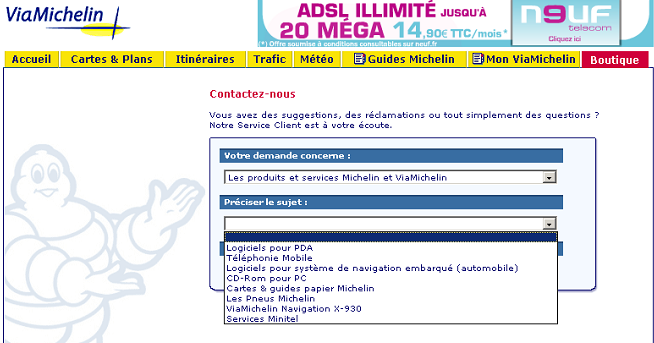 ViaMichelin
ADSL ILLIMITÉ JUSQU'À
20 MÉGA 14,90€ TTC/mois*
(*) Offre soumise à conditions consultables sur neuf.fr
n9uf
telecom
Cliquez ici
Accueil Cartes & Plans Itinéraires Trafic Météo Guides Michelin Mon ViaMichelin Boutique
Contactez-nous
Vous avez des suggestions, des réclamations ou tout simplement des questions ?
Notre Service Client est à votre écoute.
Votre demande concerne :
Les produits et services Michelin et ViaMichelin
Préciser le sujet :
Logiciels pour PDA
Téléphonie Mobile
Logiciels pour système de navigation embarqué (automobile)
CD-Rom pour PC
Cartes & guides papier Michelin
Les Pneus Michelin
ViaMichelin Navigation X-930
Services Minitel